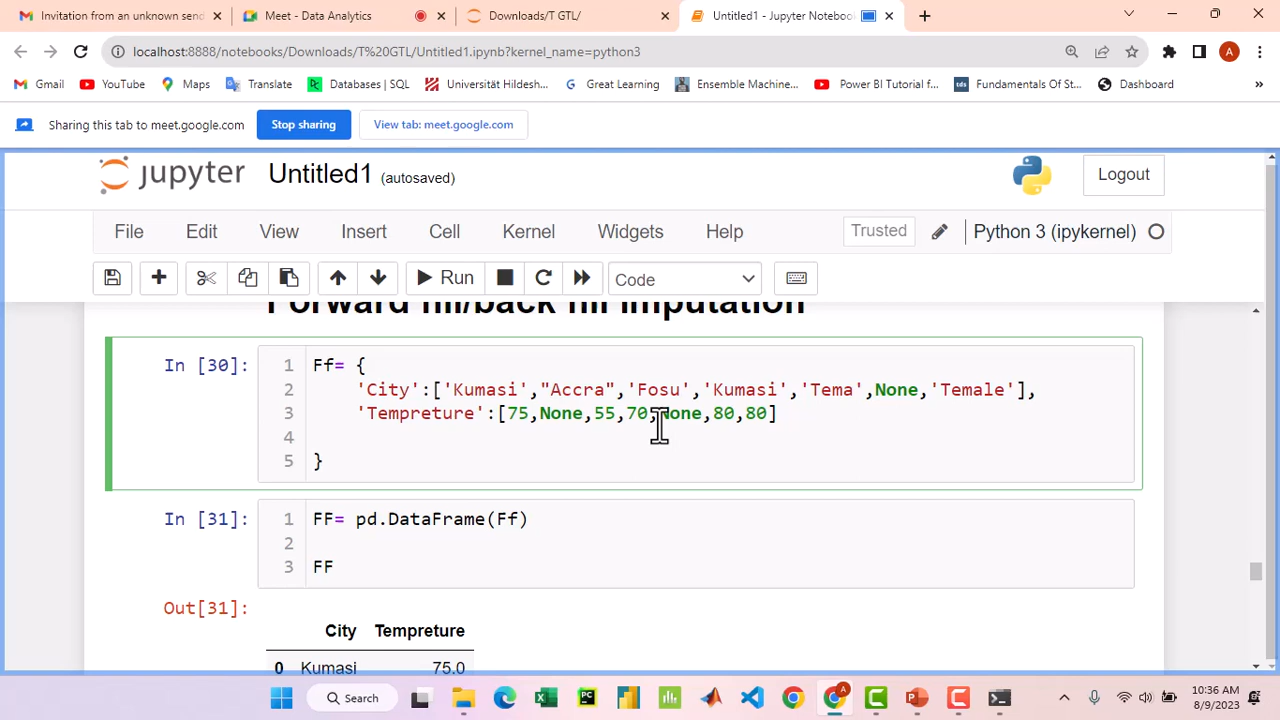 Invitation from an unknown send
Meet - Data Analytics
Downloads/T GTL/
Untitled1 - Jupyter Notebook
localhost:8888/notebooks/Downloads/T%20GTL/Untitled1.ipynb?kernel_name=python3
A
Gmail
YouTube
Maps
Translate
Databases | SQL
Universität Hildesh...
Great Learning
Ensemble Machine...
Power BI Tutorial f...
Fundamentals Of St...
Dashboard
»
Sharing this tab to meet.google.com
Stop sharing
View tab: meet.google.com
jupyter Untitled1 (autosaved)
Logout
File Edit View Insert Cell Kernel Widgets Help
Trusted
Python 3 (ipykernel)
Run
Code
Forward fill/back fill imputation
In [30]:
1 Ff= {
2 'City':['Kumasi',"Accra",'Fosu','Kumasi','Tema',None,'Temale'],
3 'Tempreture':[75,None,55,70,None,80,80]
4
5 }
In [31]:
1 FF= pd.DataFrame(Ff)
2
3 FF
Out[31]:
City Tempreture
0 Kumasi 75.0
Search
10:36 AM
8/9/2023